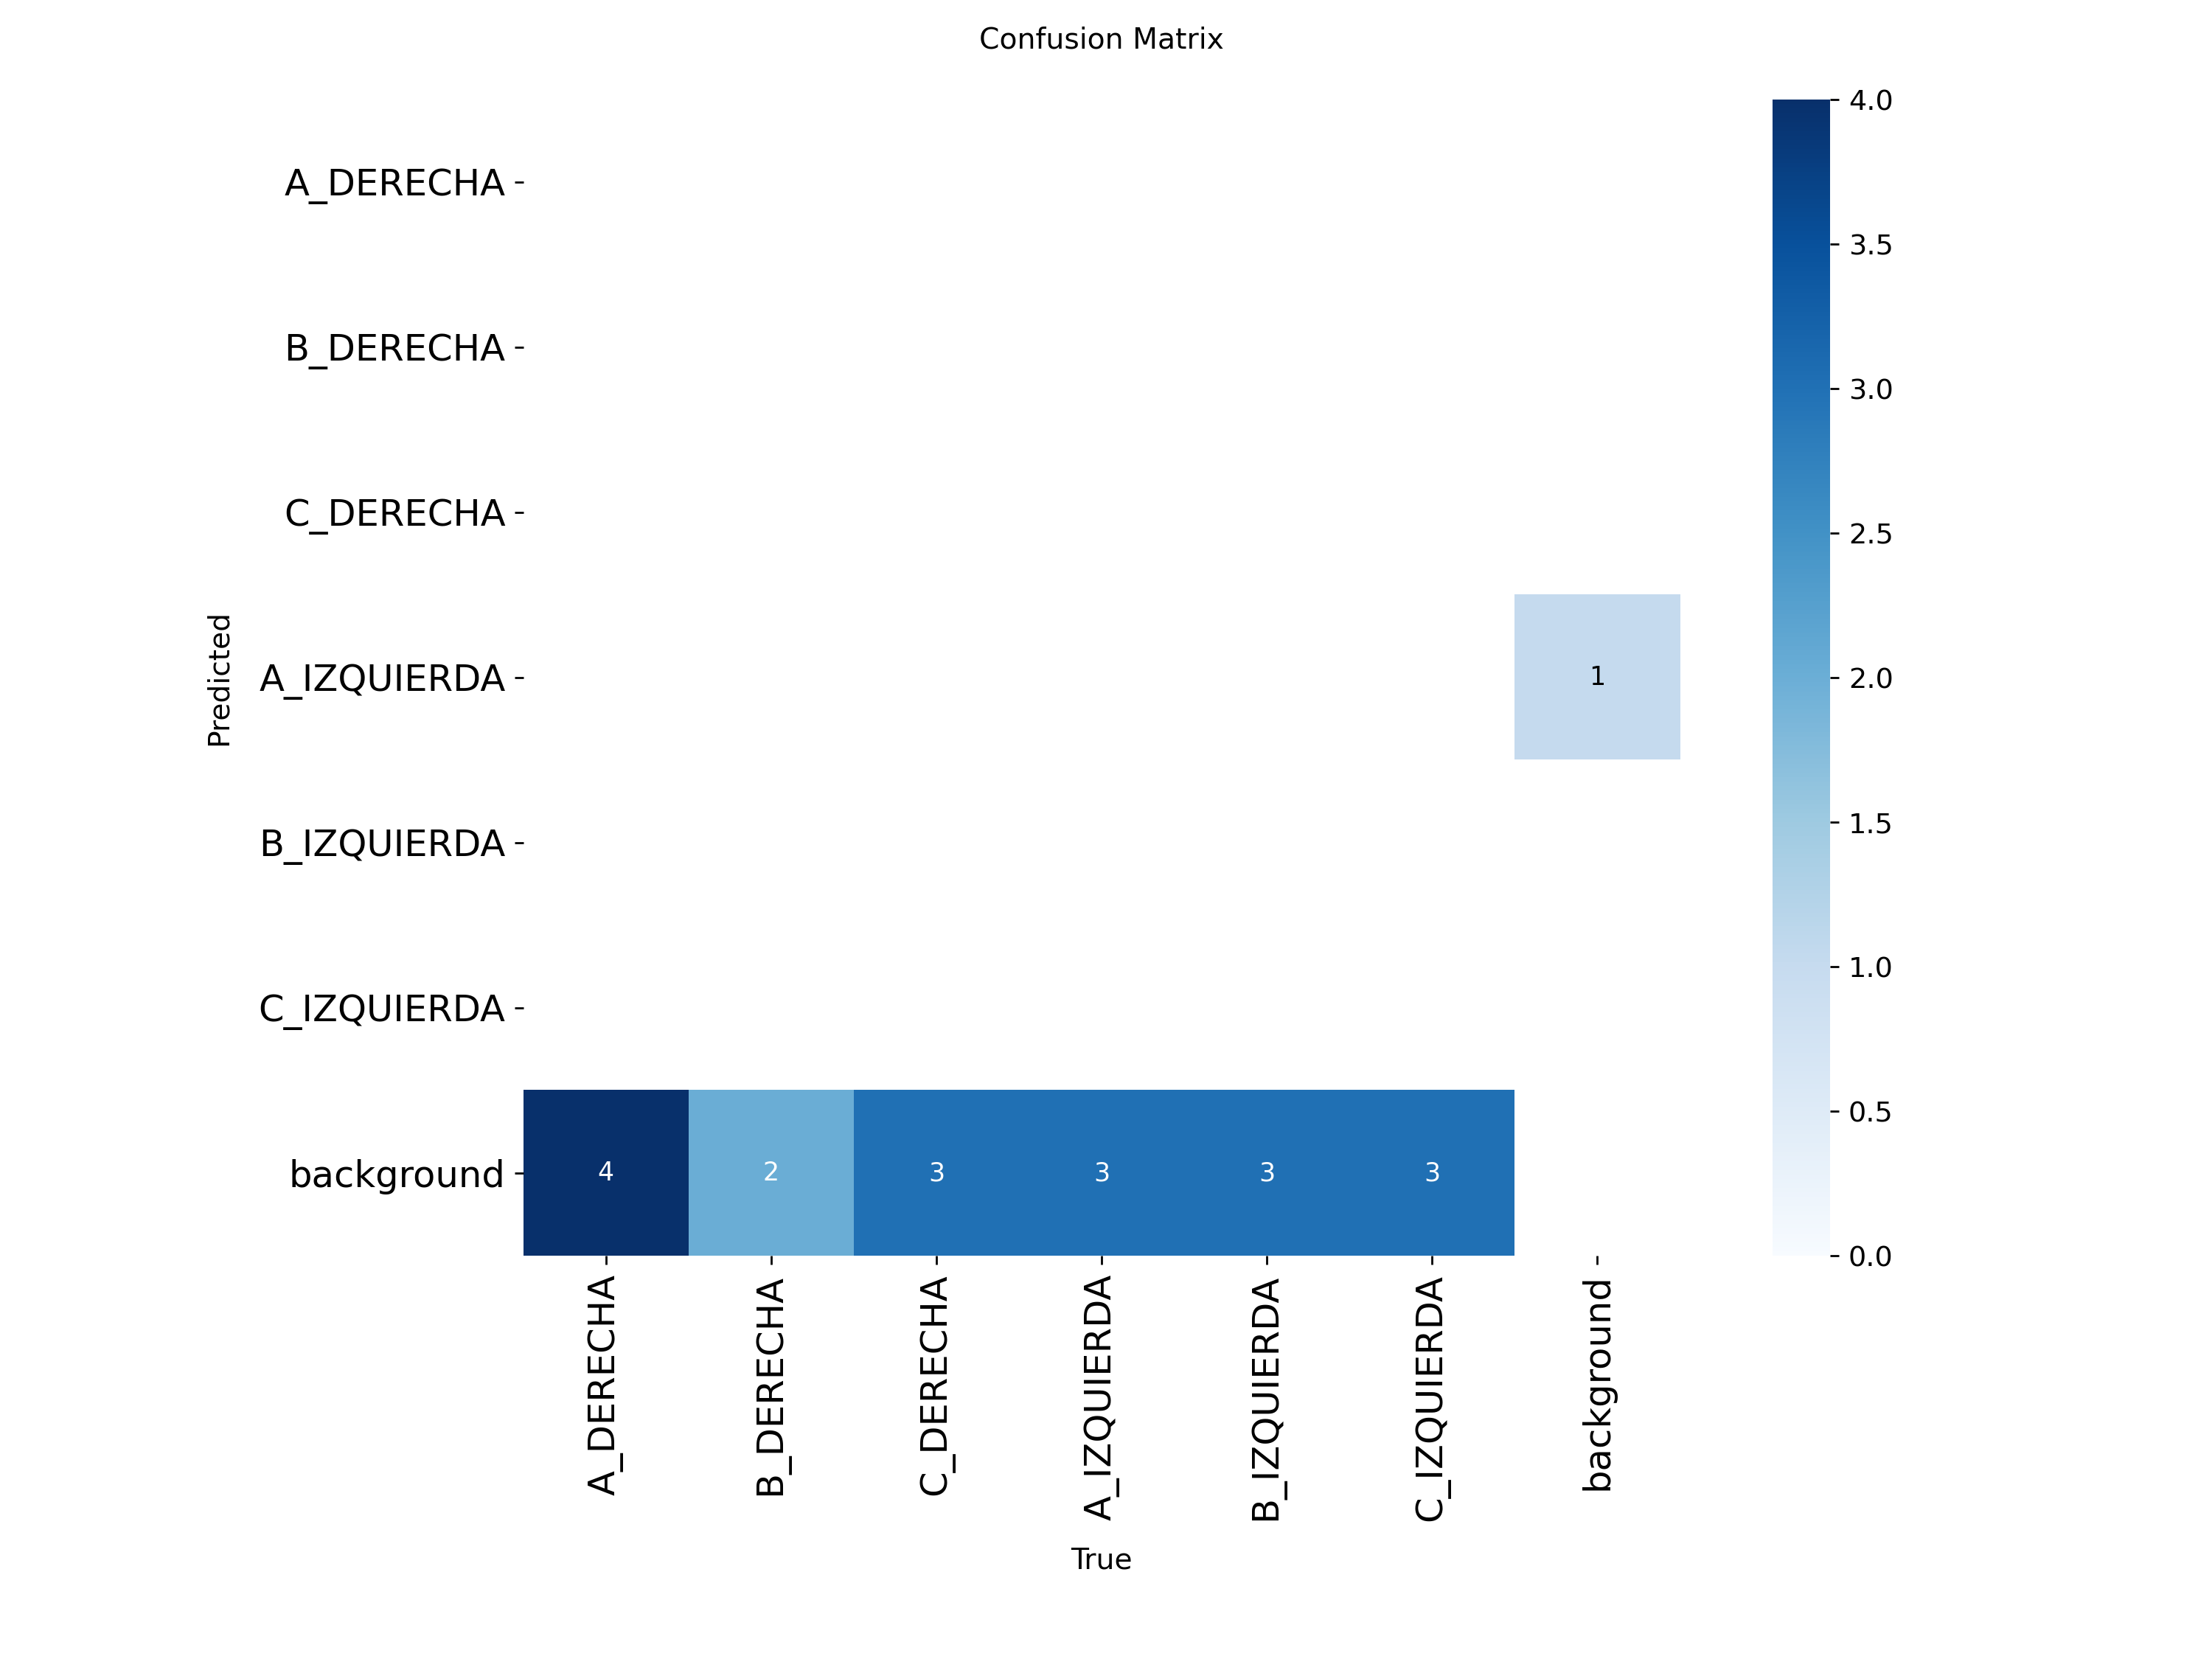 Confusion Matrix
Predicted
A_DERECHA
B_DERECHA
C_DERECHA
A_IZQUIERDA
B_IZQUIERDA
C_IZQUIERDA
background
1
4 2 3 3 3 3
A_DERECHA
B_DERECHA
C_DERECHA
A_IZQUIERDA
B_IZQUIERDA
C_IZQUIERDA
background
True
4.0
3.5
3.0
2.5
2.0
1.5
1.0
0.5
0.0